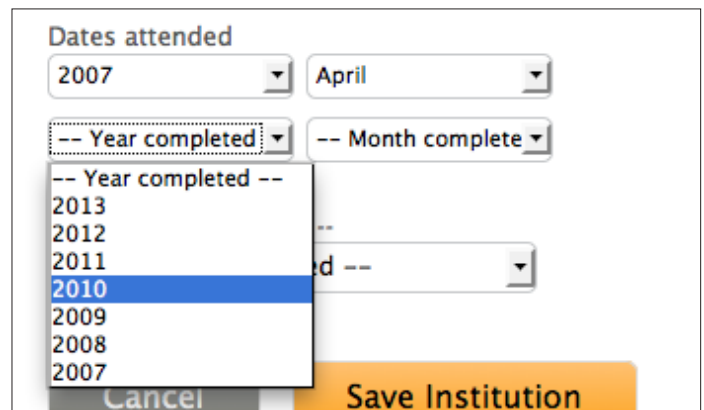 Dates attended
2007 April
-- Year completed -- Month complete
-- Year completed --
2013
2012
--
2011
ed --
2010
2009
2008
2007
Cancel Save Institution